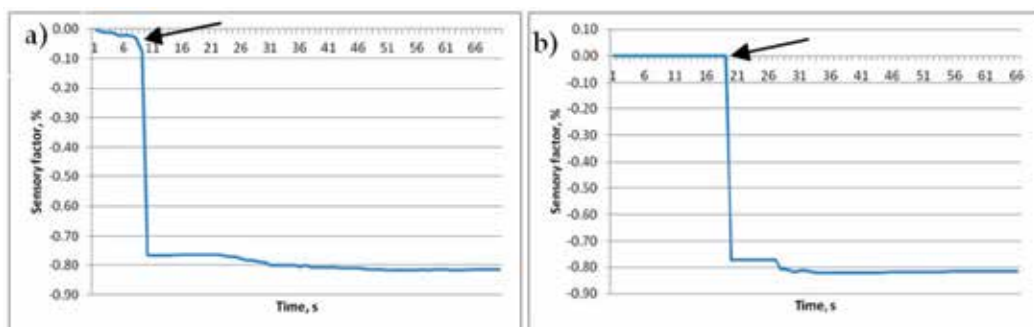 a)
0.00
1 6 11 16 21 26 31 36 41 46 51 56 61 66
-0.10
-0.20
-0.30
-0.40
-0.50
-0.60
-0.70
-0.80
-0.90
Sensory factor, %
Time, s
b)
0.10
0.00
1 6 11 16 21 26 31 36 41 46 51 56 61 66
-0.10
-0.20
-0.30
-0.40
-0.50
-0.60
-0.70
-0.80
-0.90
Sensory factor, %
Time, s